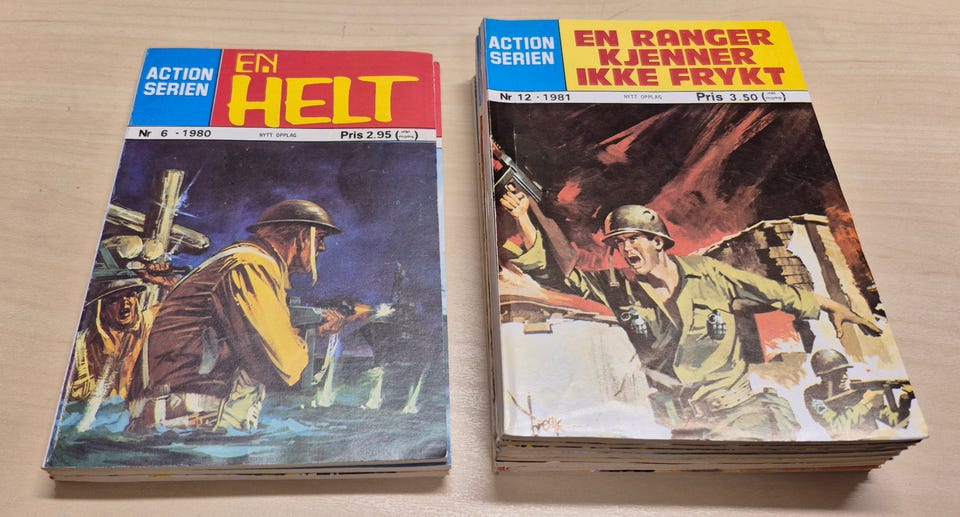 ACTION
SERIEN
EN
HELT
Nr 6 - 1980 NYTT OPPLAG Pris 2.95
ACTION
SERIEN
EN RANGER
KJENNER
IKKE FRYKT
Nr 12 - 1981 NYTT OPPLAG Pris 3.50